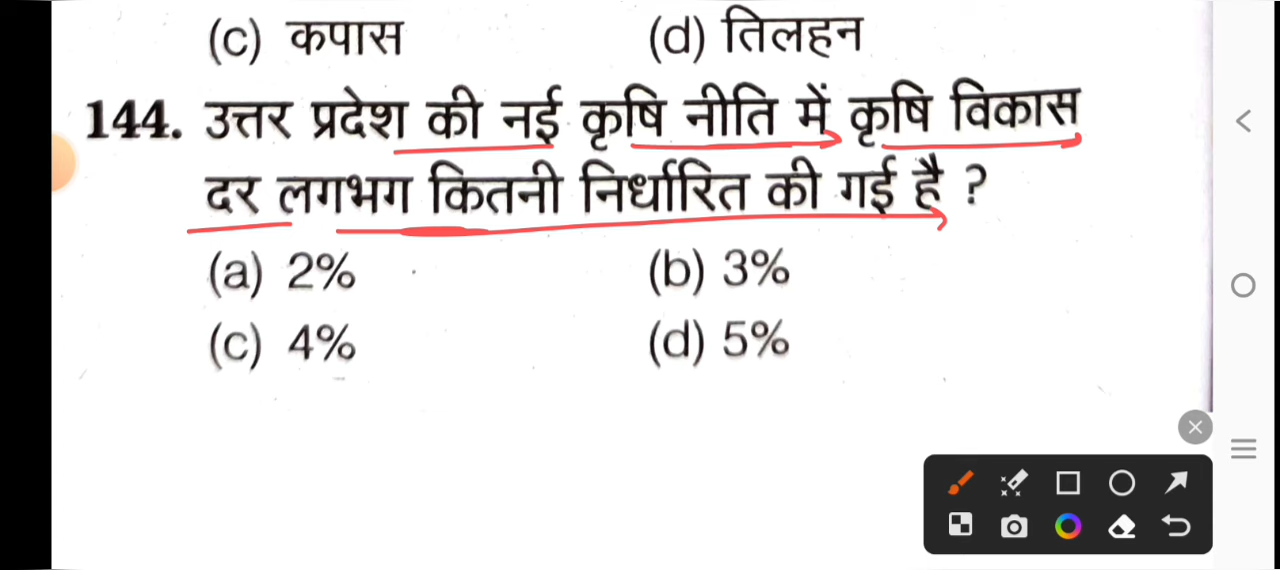 (c) कपास (d) तिलहन
144. उत्तर प्रदेश की नई कृषि नीति में कृषि विकास
दर लगभग कितनी निर्धारित की गई है ?
(a) 2% (b) 3%
(c) 4% (d) 5%